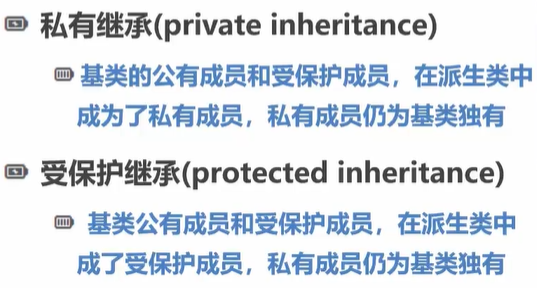 私有继承(private inheritance)
基类的公有成员和受保护成员，在派生类中
成为了私有成员，私有成员仍为基类独有
受保护继承(protected inheritance)
基类公有成员和受保护成员，在派生类中
成了受保护成员，私有成员仍为基类独有